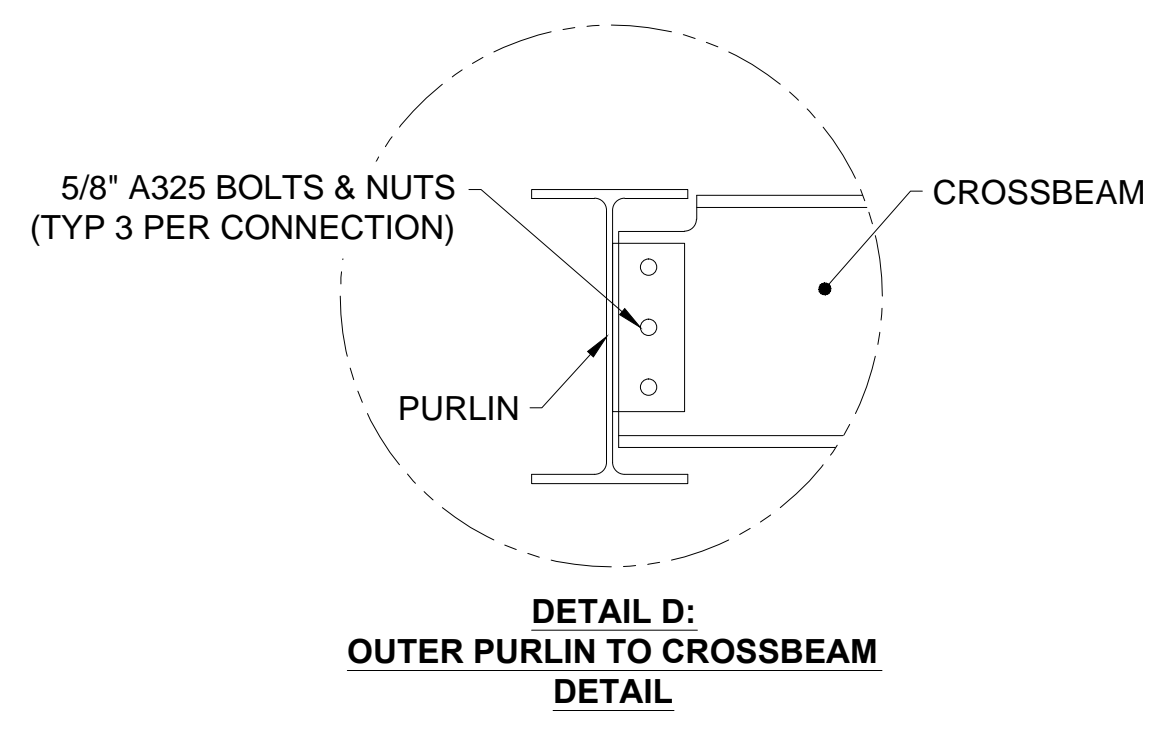 5/8" A325 BOLTS & NUTS
(TYP 3 PER CONNECTION)
CROSSBEAM
PURLIN
DETAIL D:
OUTER PURLIN TO CROSSBEAM
DETAIL